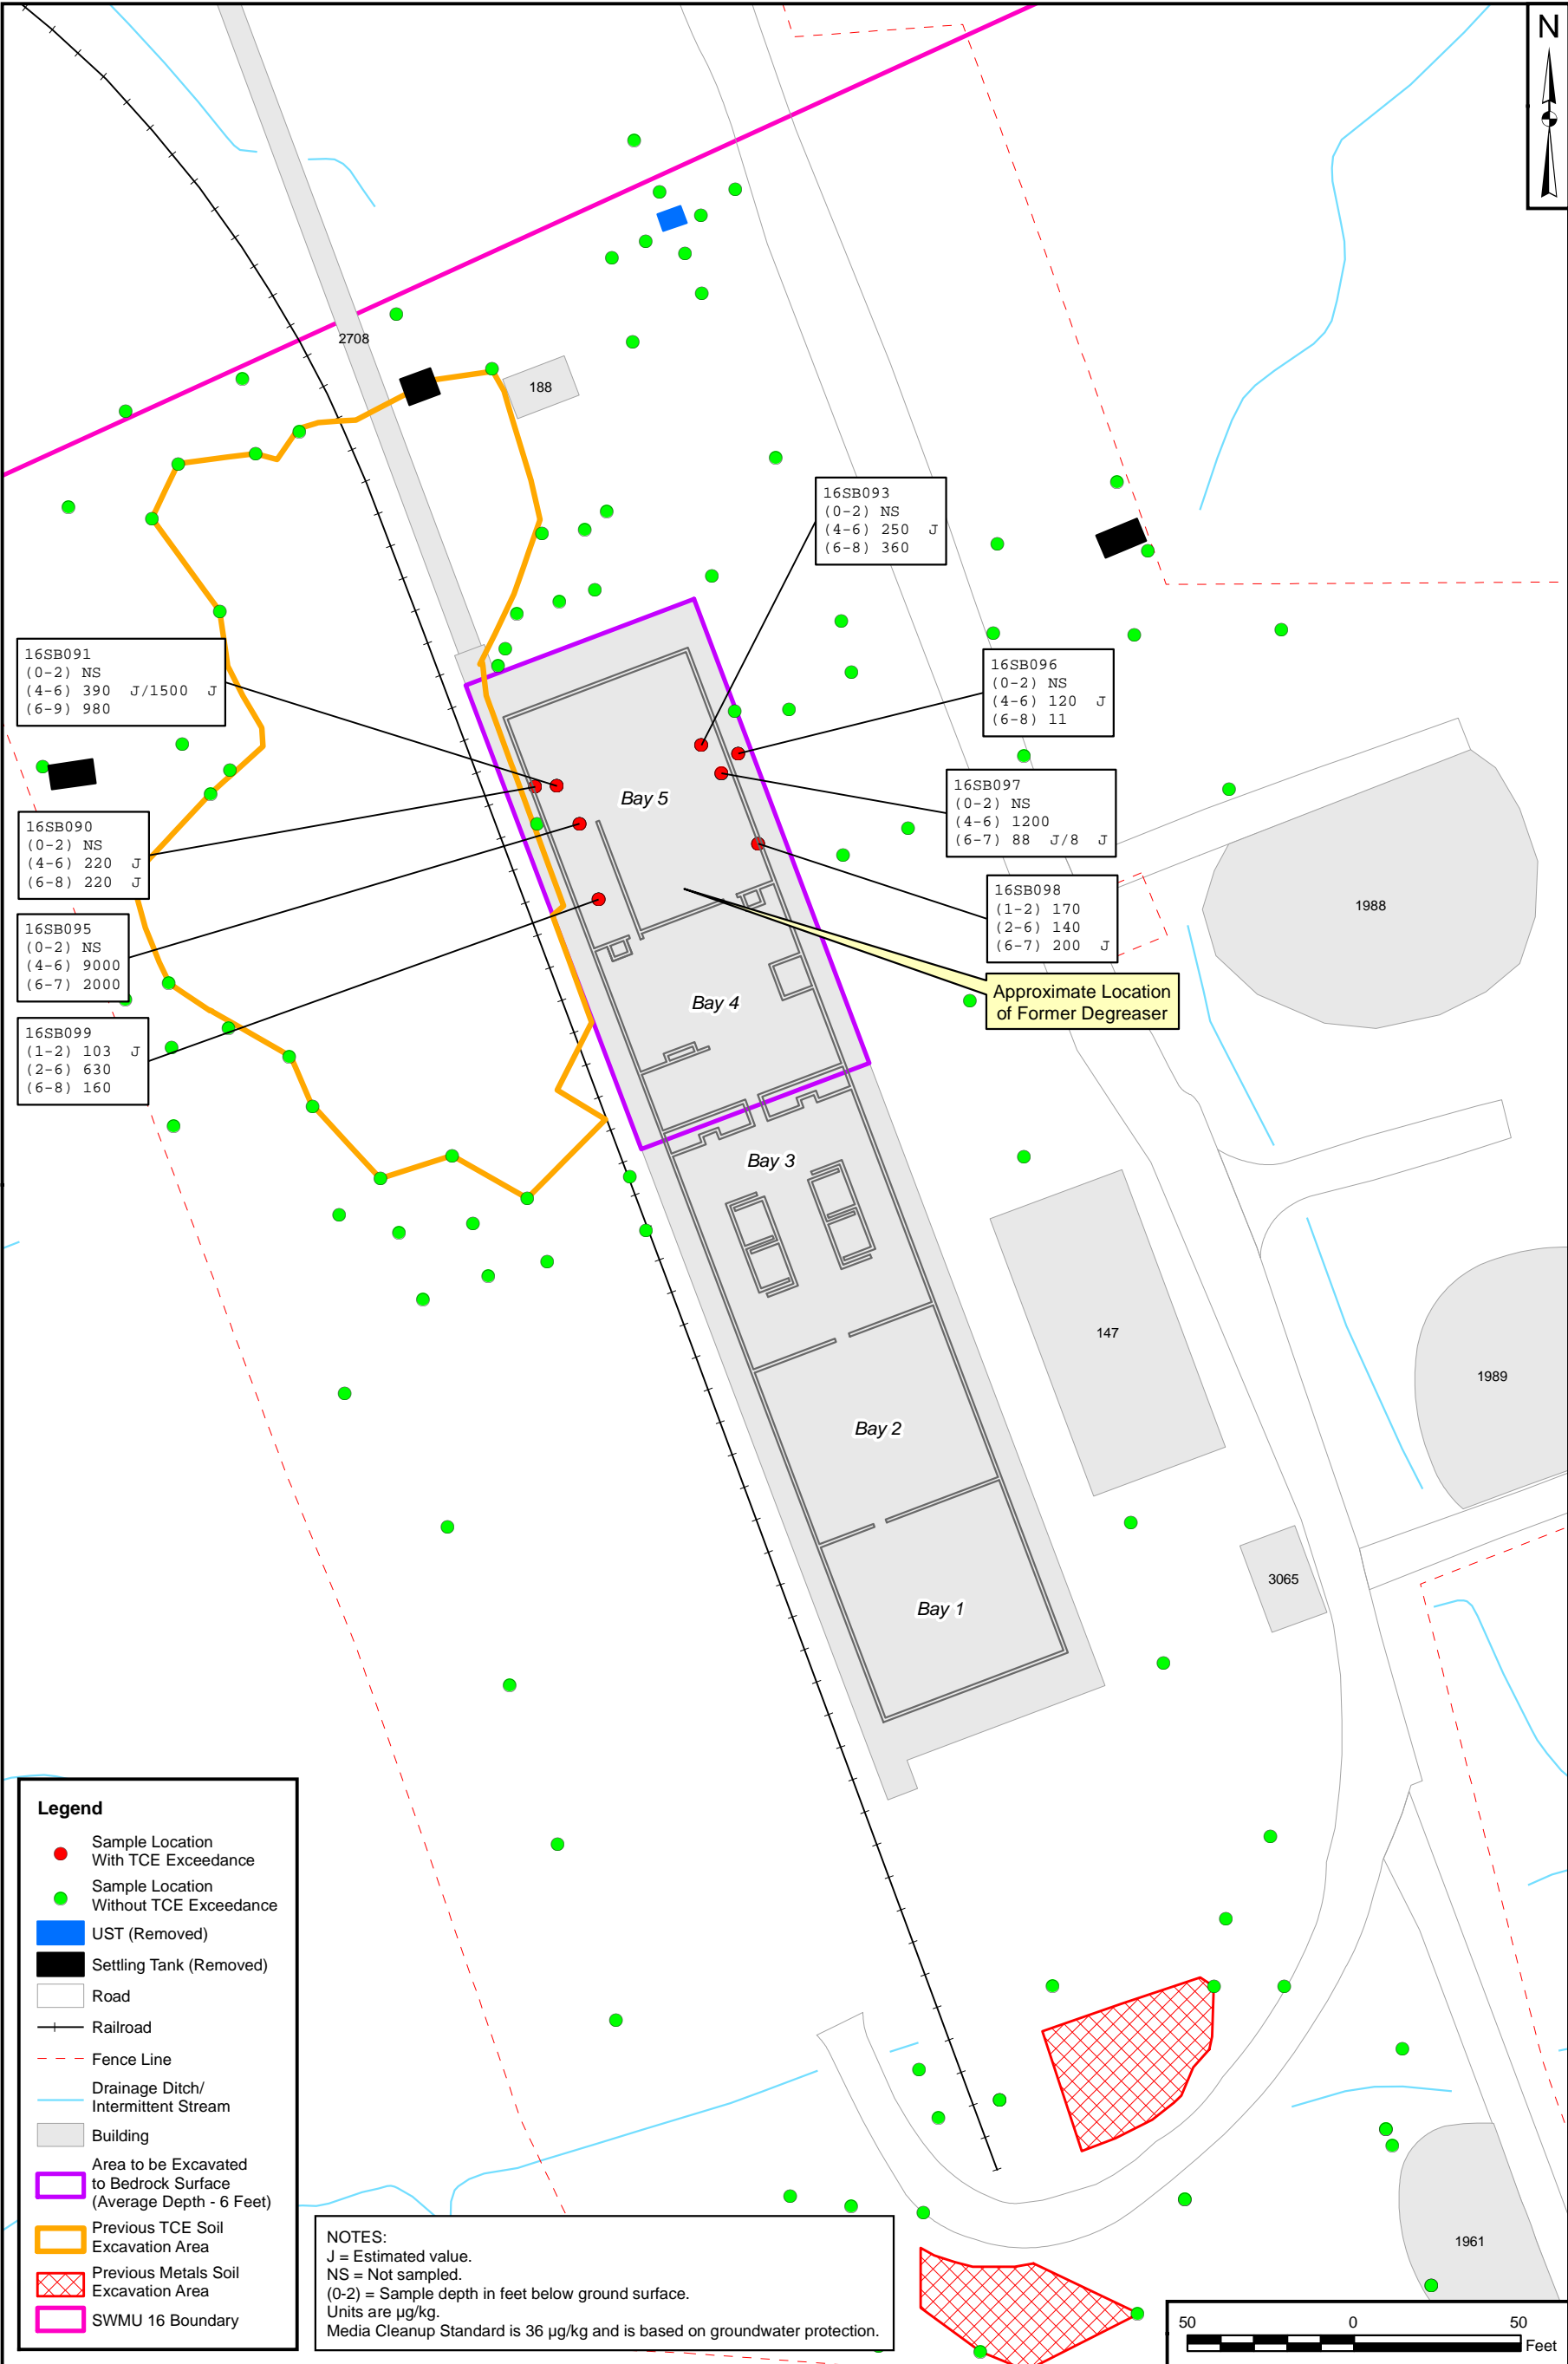 N
2708
188
16SB093
(0-2) NS
(4-6) 250 J
(6-8) 360
16SB091
(0-2) NS
(4-6) 390 J/1500 J
(6-9) 980
16SB096
(0-2) NS
(4-6) 120 J
(6-8) 11
16SB097
(0-2) NS
(4-6) 1200
(6-7) 88 J/8 J
16SB090
(0-2) NS
(4-6) 220 J
(6-8) 220 J
16SB098
(1-2) 170
(2-6) 140
(6-7) 200 J
16SB095
(0-2) NS
(4-6) 9000
(6-7) 2000
16SB099
(1-2) 103 J
(2-6) 630
(6-8) 160
Bay 5
1988
Approximate Location
of Former Degreaser
Bay 4
Bay 3
147
1989
Bay 2
3065
Bay 1
1961
Legend
Sample Location
With TCE Exceedance
Sample Location
Without TCE Exceedance
UST (Removed)
Settling Tank (Removed)
Road
Railroad
Fence Line
Drainage Ditch/
Intermittent Stream
Building
Area to be Excavated
to Bedrock Surface
(Average Depth - 6 Feet)
Previous TCE Soil
Excavation Area
Previous Metals Soil
Excavation Area
SWMU 16 Boundary
NOTES:
J = Estimated value.
NS = Not sampled.
(0-2) = Sample depth in feet below ground surface.
Units are µg/kg.
Media Cleanup Standard is 36 µg/kg and is based on groundwater protection.
50 0 50
Feet